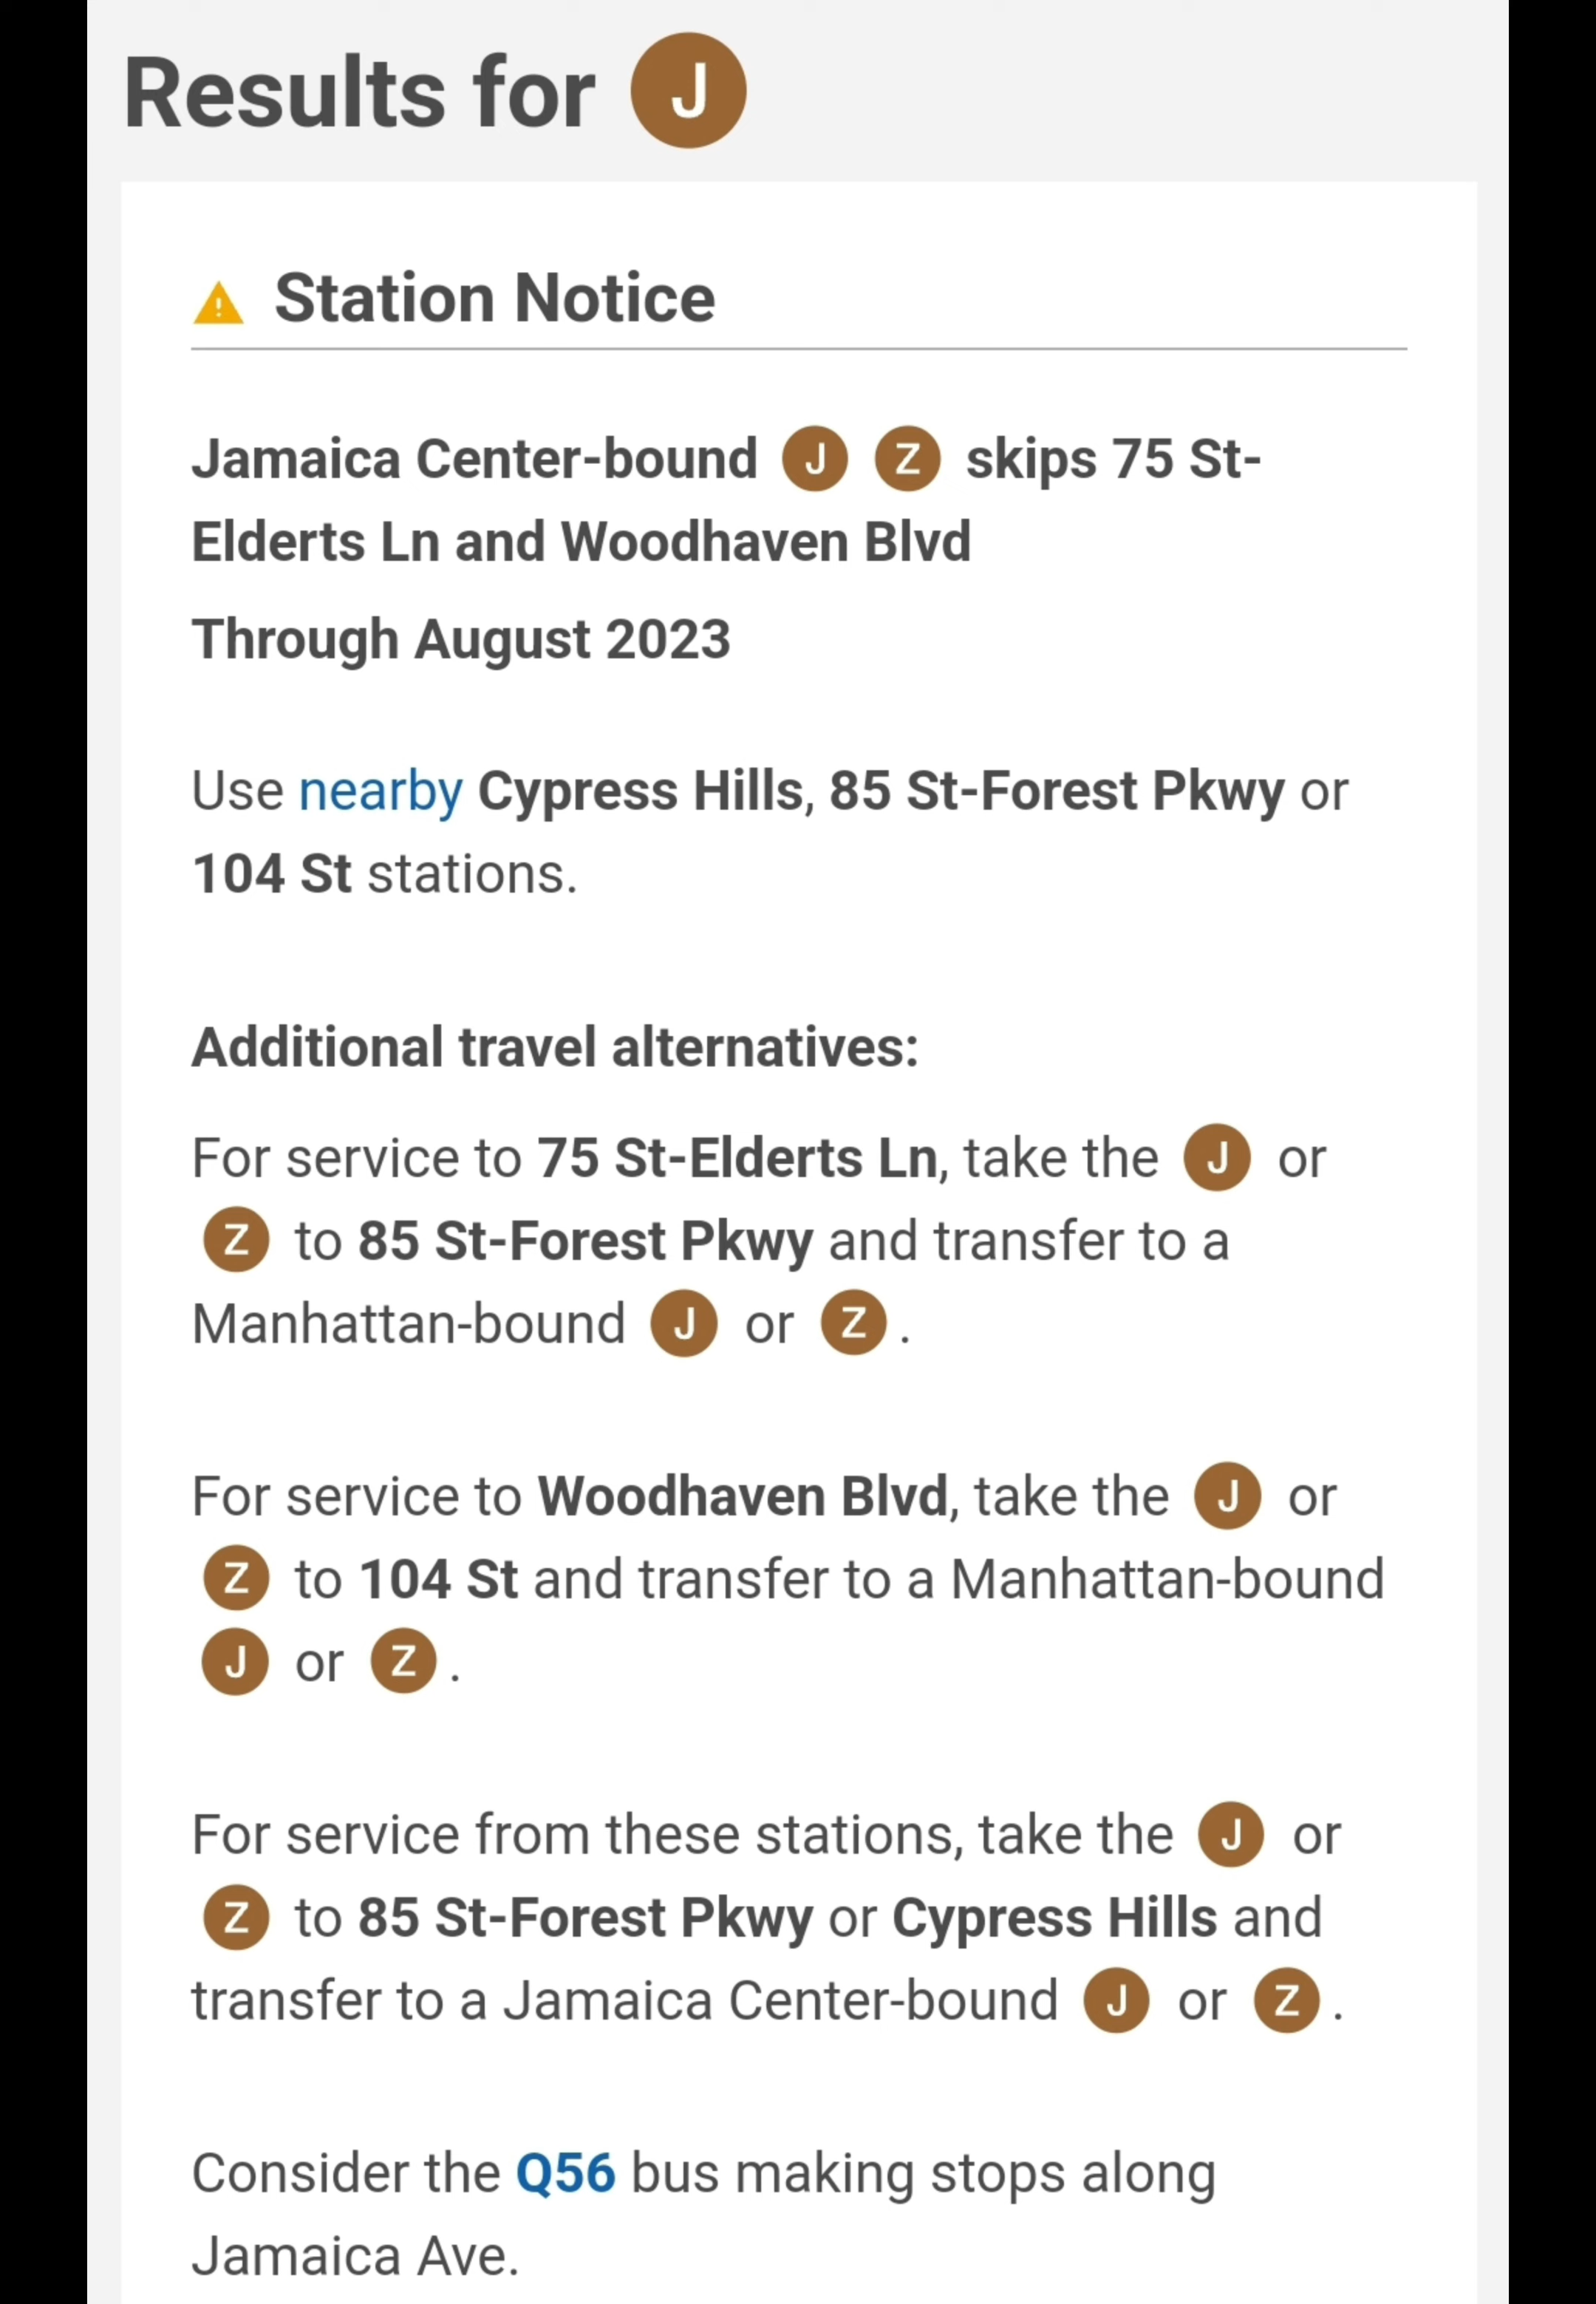 Results for J
Station Notice
Jamaica Center-bound J Z skips 75 St-
Elderts Ln and Woodhaven Blvd
Through August 2023
Use nearby Cypress Hills, 85 St-Forest Pkwy or
104 St stations.
Additional travel alternatives:
For service to 75 St-Elderts Ln, take the J or
Z to 85 St-Forest Pkwy and transfer to a
Manhattan-bound J or Z .
For service to Woodhaven Blvd, take the J or
Z to 104 St and transfer to a Manhattan-bound
J or Z .
For service from these stations, take the J or
Z to 85 St-Forest Pkwy or Cypress Hills and
transfer to a Jamaica Center-bound J or Z .
Consider the Q56 bus making stops along
Jamaica Ave.